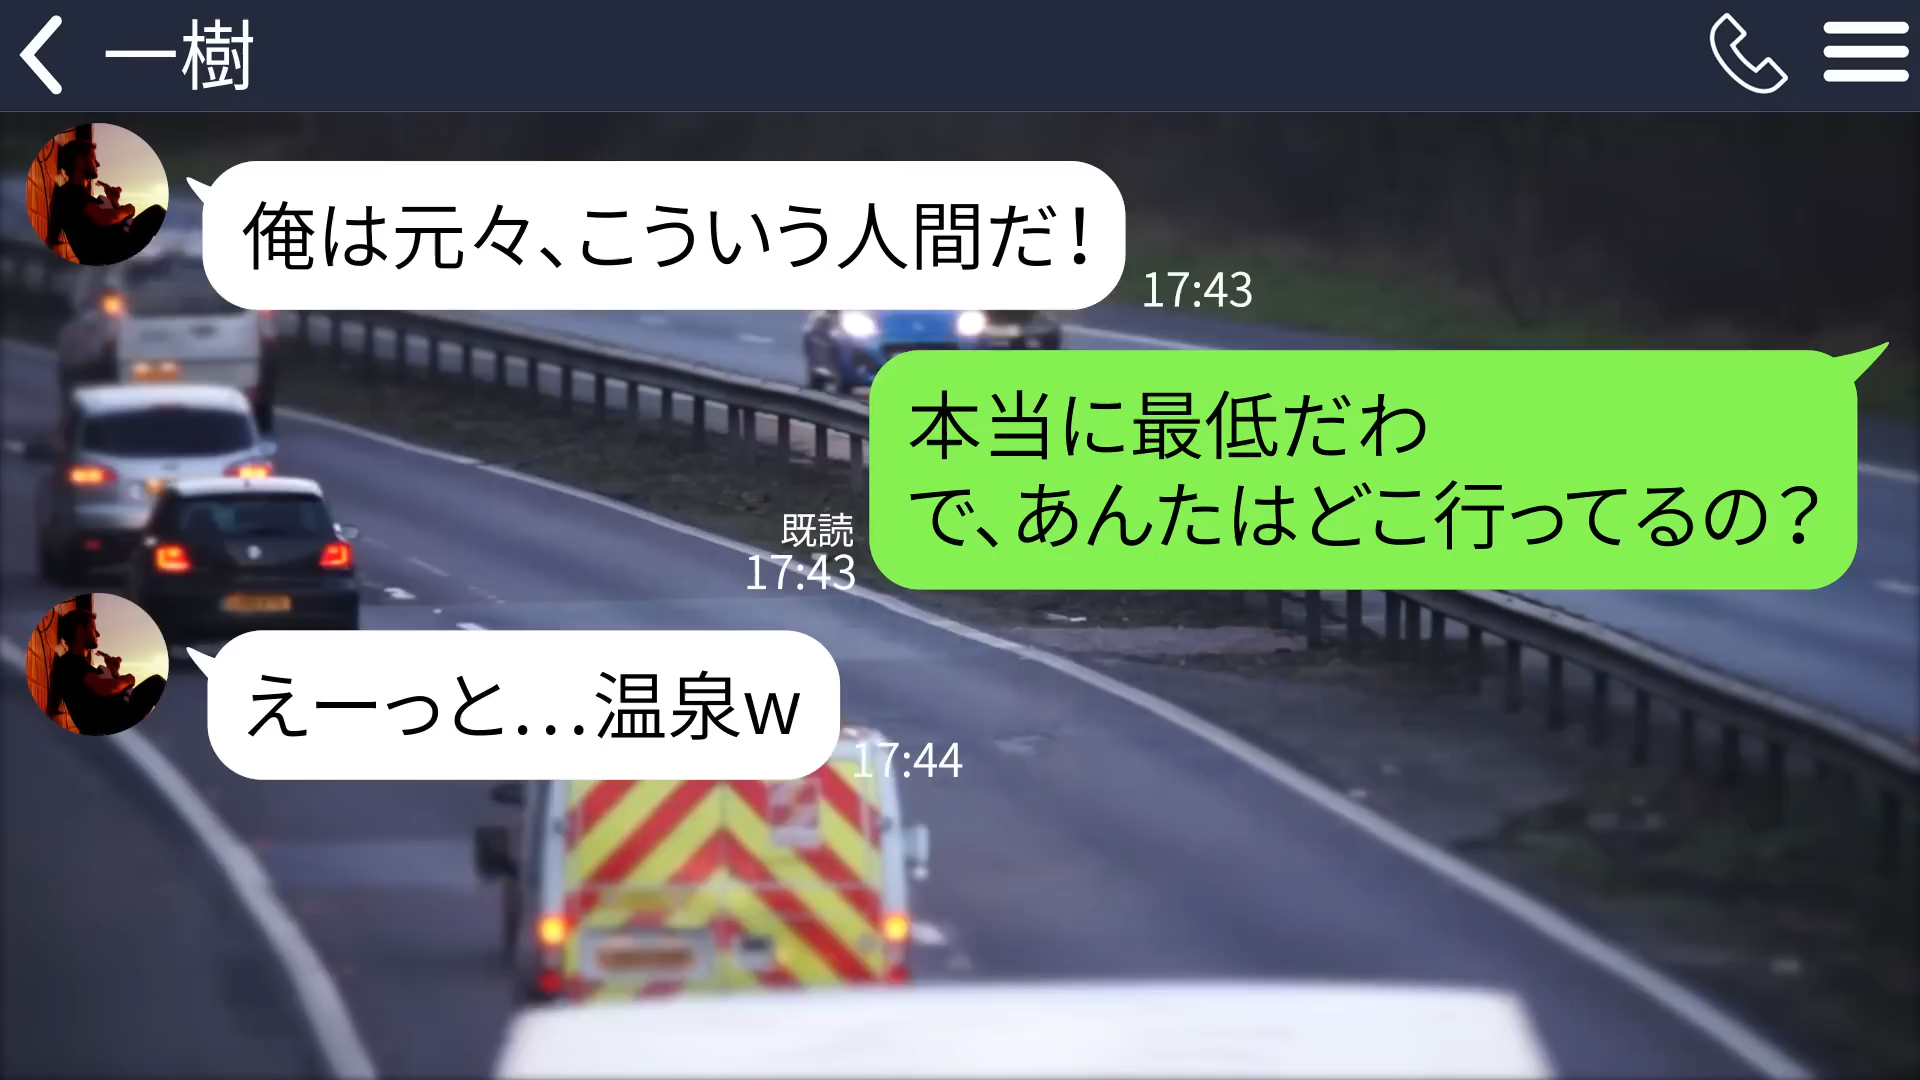 一樹
俺は元々、こういう人間だ！
17:43
本当に最低だわ
で、あんたはどこ行ってるの？
既読
17:43
えーっと…温泉w
17:44